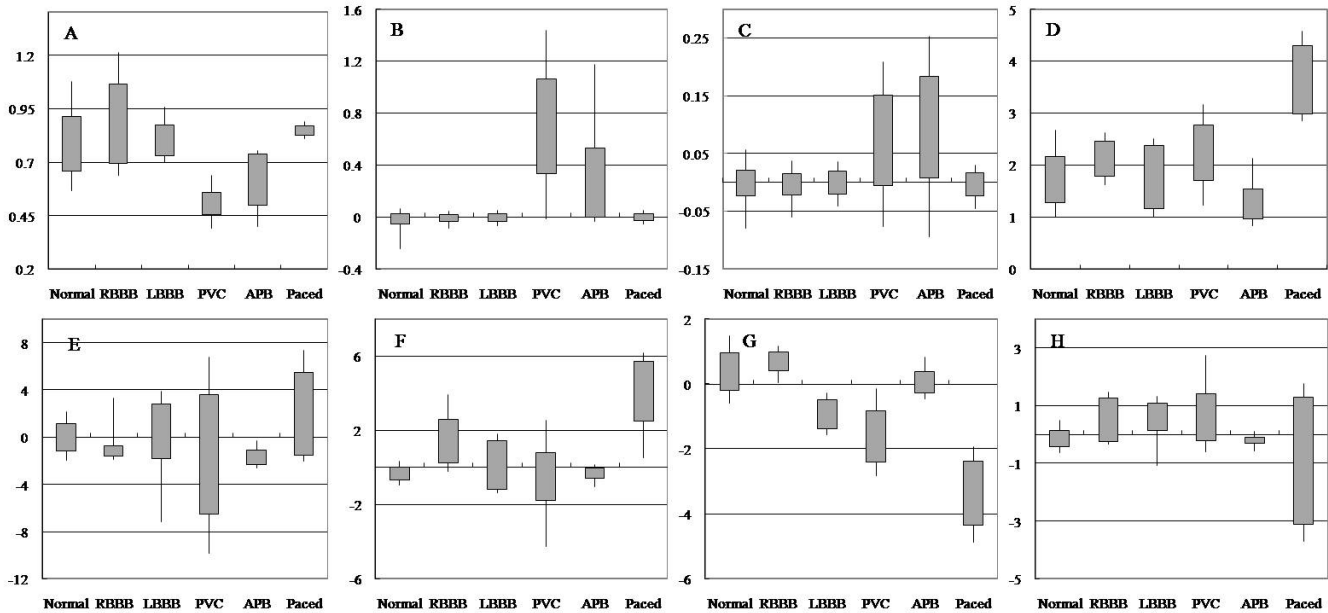 A
1.2
0.95
0.7
0.45
0.2
Normal RBBB LBBB PVC APB Paced
B
1.6
1.2
0.8
0.4
0
-0.4
Normal RBBB LBBB PVC APB Paced
C
0.25
0.15
0.05
-0.05
-0.15
Normal RBBB LBBB PVC APB Paced
D
5
4
3
2
1
0
Normal RBBB LBBB PVC APB Paced
E
8
4
0
-4
-8
-12
Normal RBBB LBBB PVC APB Paced
F
6
2
-2
-6
Normal RBBB LBBB PVC APB Paced
G
2
0
-2
-4
-6
Normal RBBB LBBB PVC APB Paced
H
3
1
-1
-3
-5
Normal RBBB LBBB PVC APB Paced